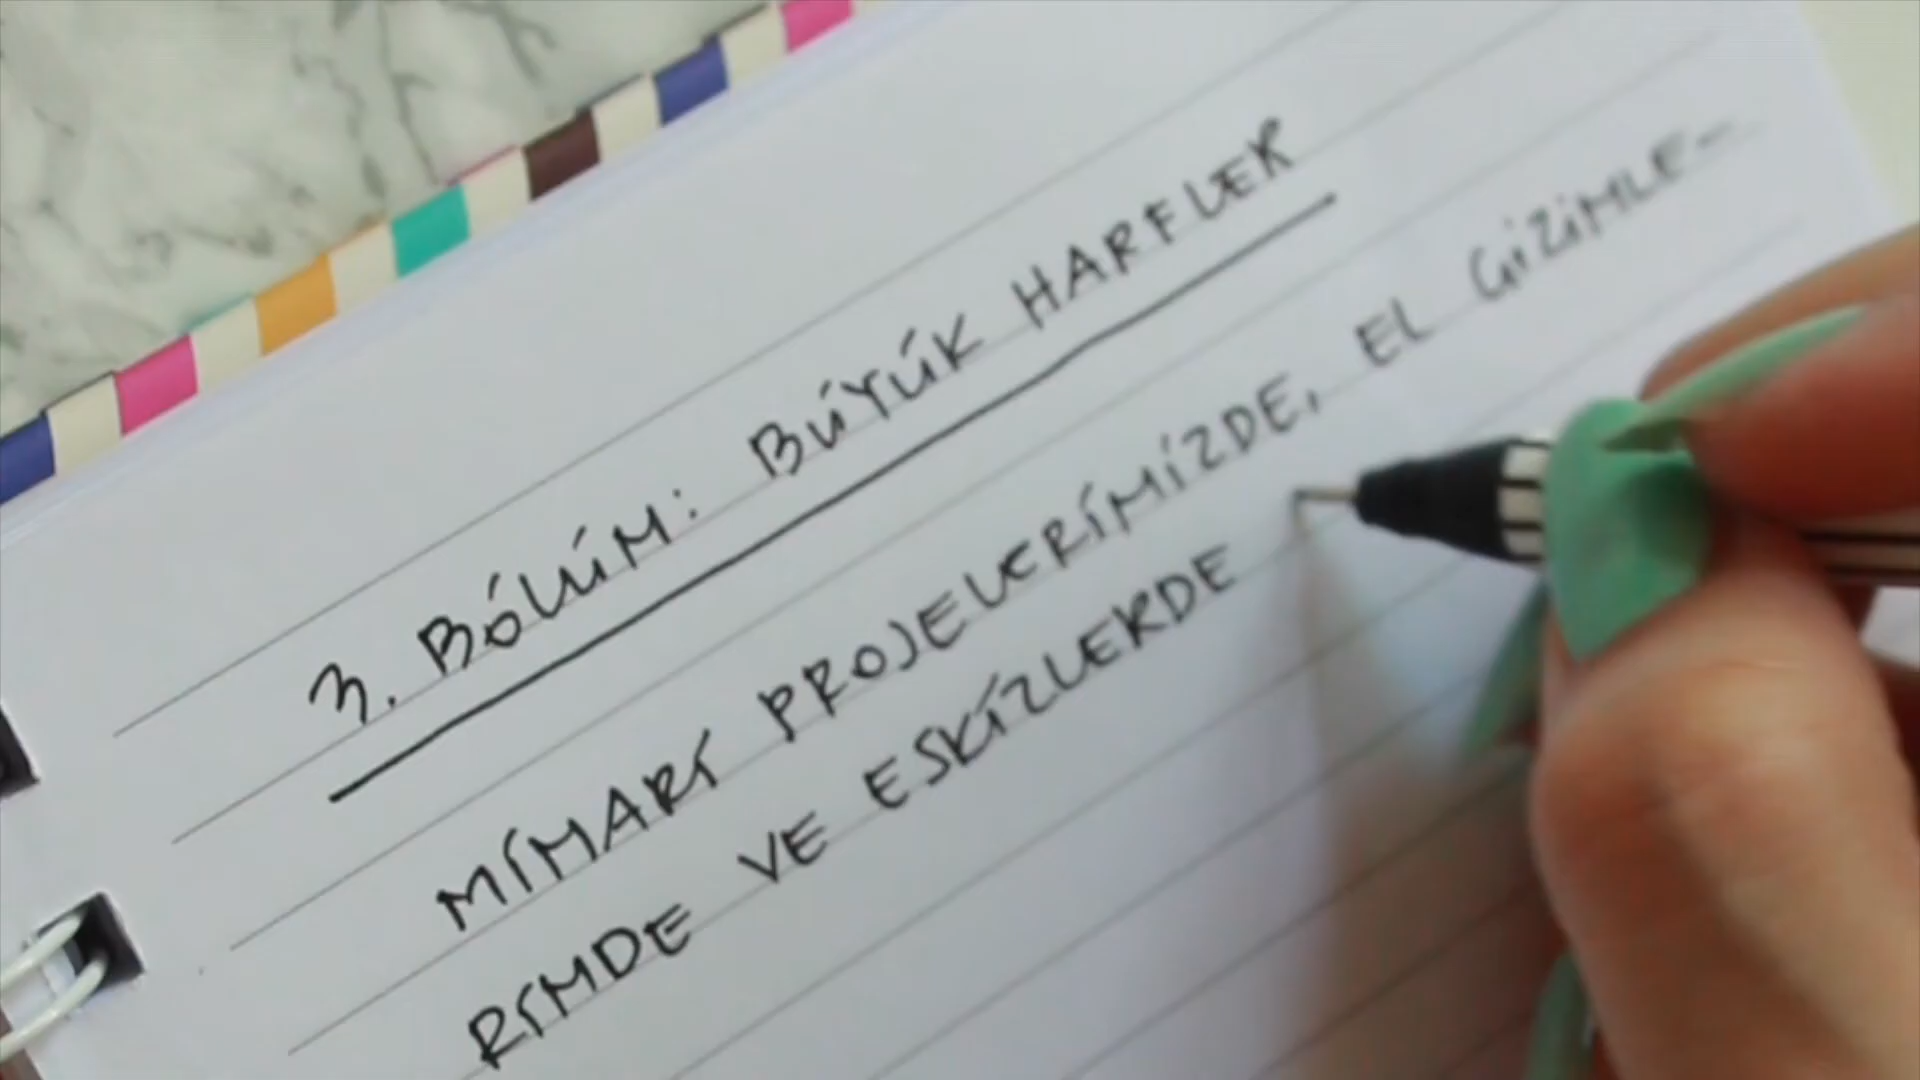 3. BÖLÜM: BÜYÜK HARFLER
MİMARİ PROJELERİMİZDE, EL ÇİZİMLE-
RİMDE VE ESKİZLERDE